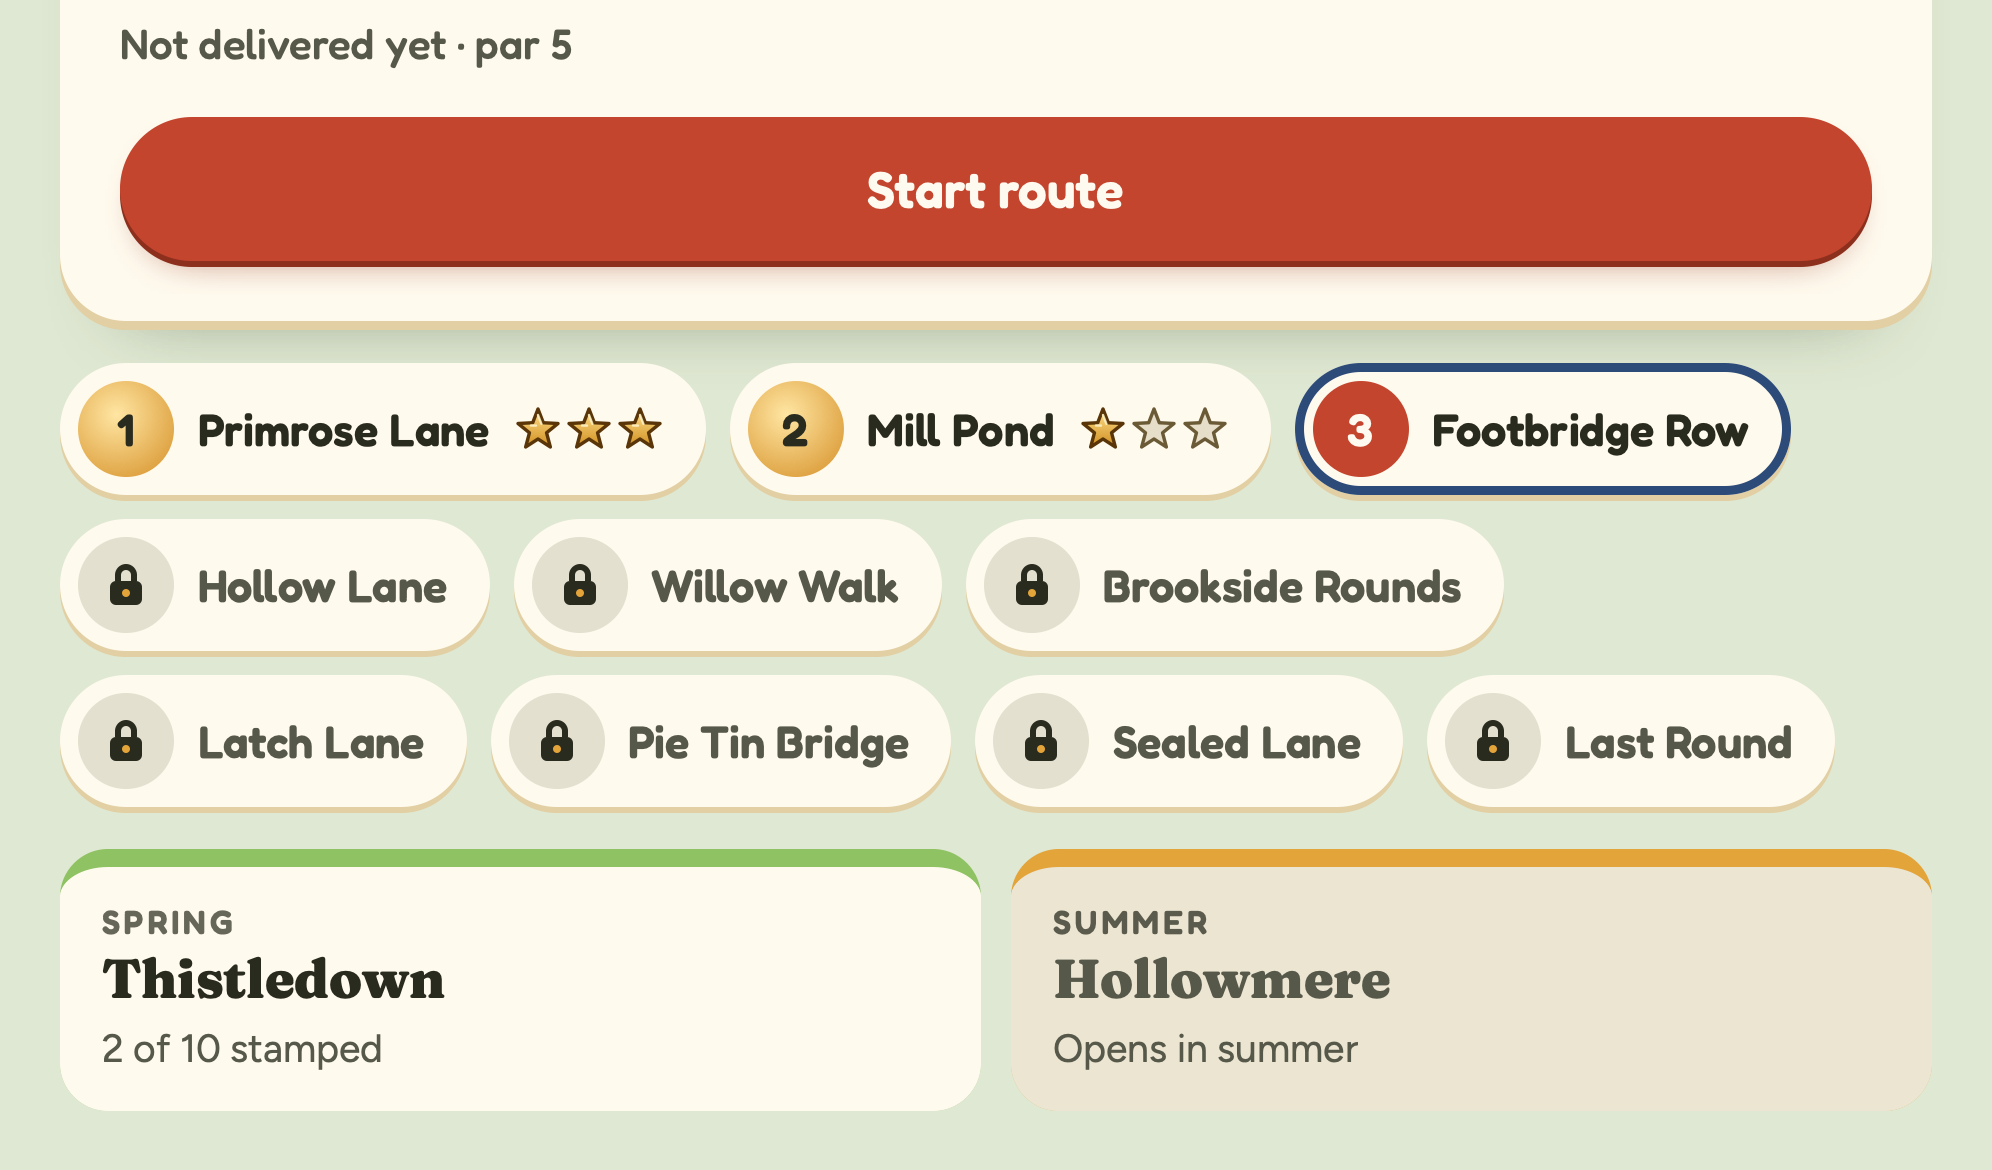 Not delivered yet · par 5
Start route
1 Primrose Lane
2 Mill Pond
3 Footbridge Row
Hollow Lane
Willow Walk
Brookside Rounds
Latch Lane
Pie Tin Bridge
Sealed Lane
Last Round
SPRING
Thistledown
2 of 10 stamped
SUMMER
Hollowmere
Opens in summer